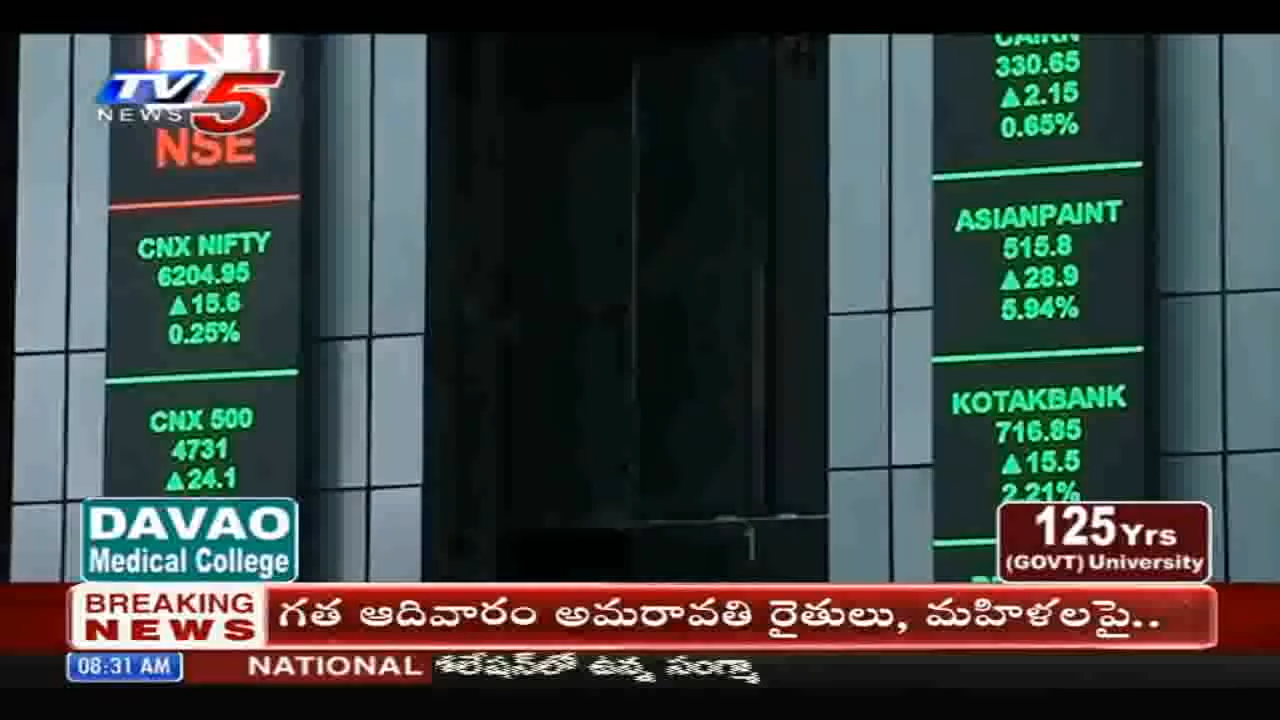 TV5
NEWS
NSE
CNX NIFTY
6204.95
▲15.6
0.25%
CNX 500
4731
▲24.1
CAIRN
330.65
▲2.15
0.65%
ASIANPAINT
515.8
▲28.9
5.94%
KOTAKBANK
716.85
▲15.5
2.21%
DAVAO
Medical College
125 Yrs
(GOVT) University
BREAKING NEWS
గత ఆదివారం అమరావతి రైతులు, మహిళలపై..
08:31 AM
NATIONAL ఉన్న